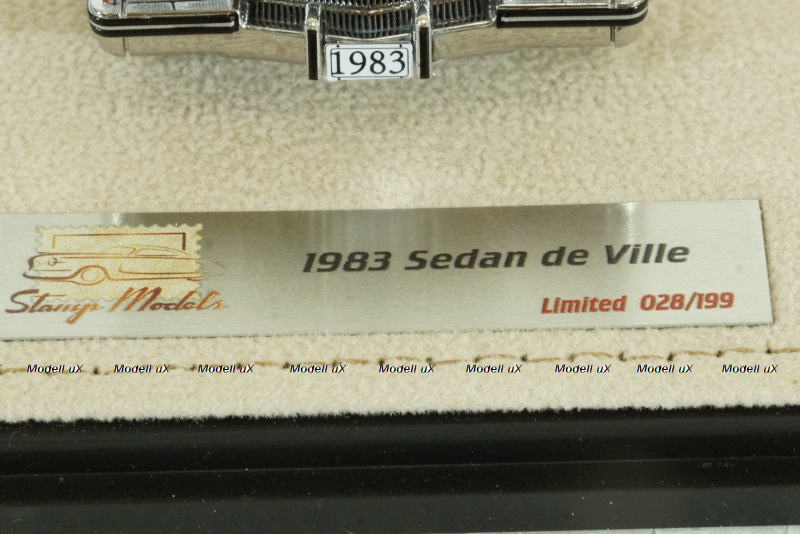 1983
1983 Sedan de Ville
Stamp Models
Limited 028/199
Modell uX Modell uX Modell uX Modell uX Modell uX Modell uX Modell uX Modell uX Modell uX